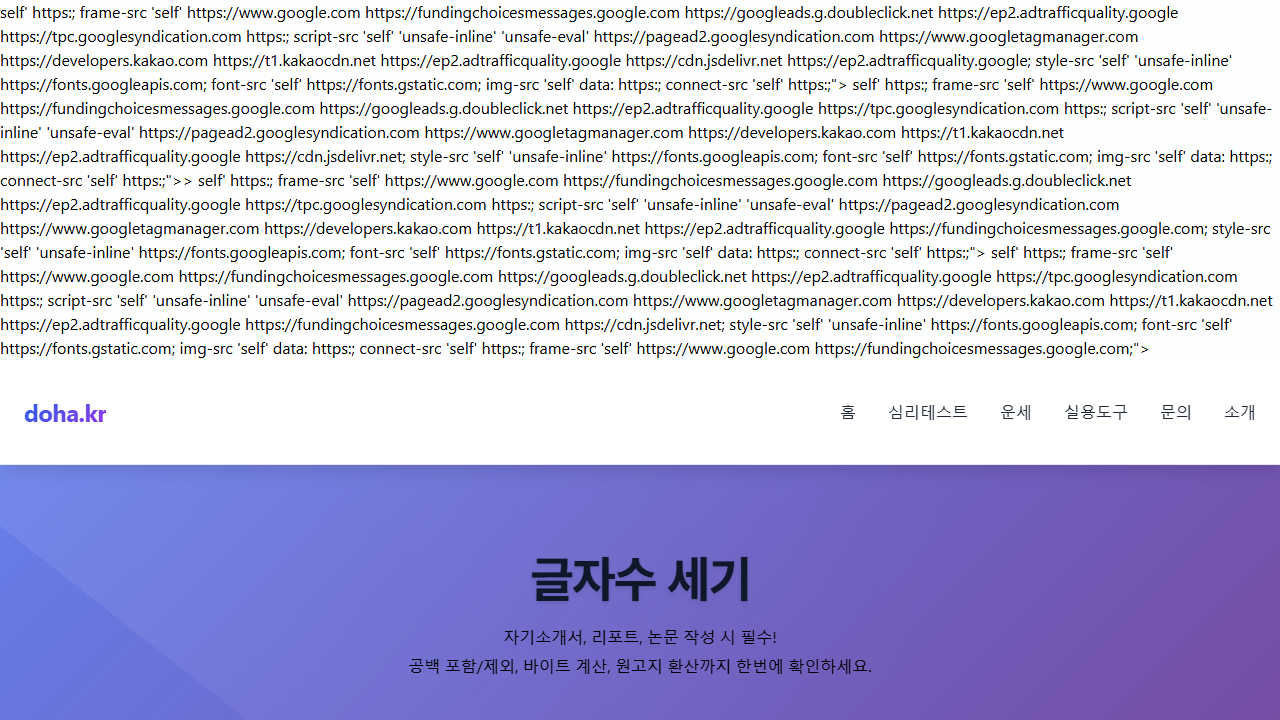 self' https:; frame-src 'self' https://www.google.com https://fundingchoicesmessages.google.com https://googleads.g.doubleclick.net https://ep2.adtrafficquality.google
https://tpc.googlesyndication.com https:; script-src 'self' 'unsafe-inline' 'unsafe-eval' https://pagead2.googlesyndication.com https://www.googletagmanager.com
https://developers.kakao.com https://t1.kakaocdn.net https://ep2.adtrafficquality.google https://cdn.jsdelivr.net https://ep2.adtrafficquality.google; style-src 'self' 'unsafe-inline'
https://fonts.googleapis.com; font-src 'self' https://fonts.gstatic.com; img-src 'self' data: https:; connect-src 'self' https:;"> self' https:; frame-src 'self' https://www.google.com
https://fundingchoicesmessages.google.com https://googleads.g.doubleclick.net https://ep2.adtrafficquality.google https://tpc.googlesyndication.com https:; script-src 'self' 'unsafe-
inline' 'unsafe-eval' https://pagead2.googlesyndication.com https://www.googletagmanager.com https://developers.kakao.com https://t1.kakaocdn.net
https://ep2.adtrafficquality.google https://cdn.jsdelivr.net; style-src 'self' 'unsafe-inline' https://fonts.googleapis.com; font-src 'self' https://fonts.gstatic.com; img-src 'self' data: https:;
connect-src 'self' https:;">> self' https:; frame-src 'self' https://www.google.com https://fundingchoicesmessages.google.com https://googleads.g.doubleclick.net
https://ep2.adtrafficquality.google https://tpc.googlesyndication.com https:; script-src 'self' 'unsafe-inline' 'unsafe-eval' https://pagead2.googlesyndication.com
https://www.googletagmanager.com https://developers.kakao.com https://t1.kakaocdn.net https://ep2.adtrafficquality.google https://fundingchoicesmessages.google.com; style-src
'self' 'unsafe-inline' https://fonts.googleapis.com; font-src 'self' https://fonts.gstatic.com; img-src 'self' data: https:; connect-src 'self' https:;"> self' https:; frame-src 'self'
https://www.google.com https://fundingchoicesmessages.google.com https://googleads.g.doubleclick.net https://ep2.adtrafficquality.google https://tpc.googlesyndication.com
https:; script-src 'self' 'unsafe-inline' 'unsafe-eval' https://pagead2.googlesyndication.com https://www.googletagmanager.com https://developers.kakao.com https://t1.kakaocdn.net
https://ep2.adtrafficquality.google https://fundingchoicesmessages.google.com https://cdn.jsdelivr.net; style-src 'self' 'unsafe-inline' https://fonts.googleapis.com; font-src 'self'
https://fonts.gstatic.com; img-src 'self' data: https:; connect-src 'self' https:; frame-src 'self' https://www.google.com https://fundingchoicesmessages.google.com;">
doha.kr 홈 심리테스트 운세 실용도구 문의 소개
글자수 세기
자기소개서, 리포트, 논문 작성 시 필수!
공백 포함/제외, 바이트 계산, 원고지 환산까지 한번에 확인하세요.